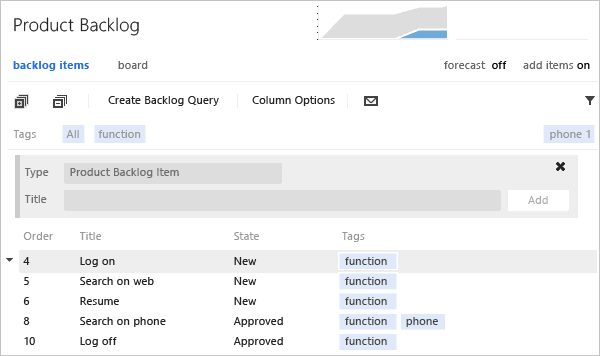 Product Backlog
backlog items board forecast off add items on
Create Backlog Query Column Options
Tags All function phone 1
Type Product Backlog Item
Title Add
Order Title State Tags
4 Log on New function
5 Search on web New function
6 Resume New function
8 Search on phone Approved function phone
10 Log off Approved function